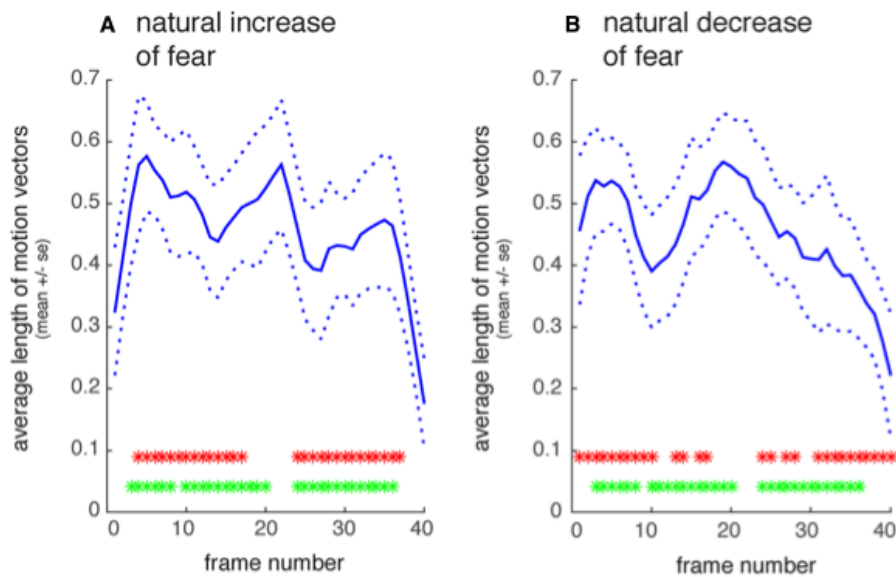 A natural increase
of fear
0.7
0.6
0.5
0.4
0.3
0.2
0.1
0
average length of motion vectors
(mean +/- se)
0 10 20 30 40
frame number
B natural decrease
of fear
0.7
0.6
0.5
0.4
0.3
0.2
0.1
0
average length of motion vectors
(mean +/- se)
0 10 20 30 40
frame number